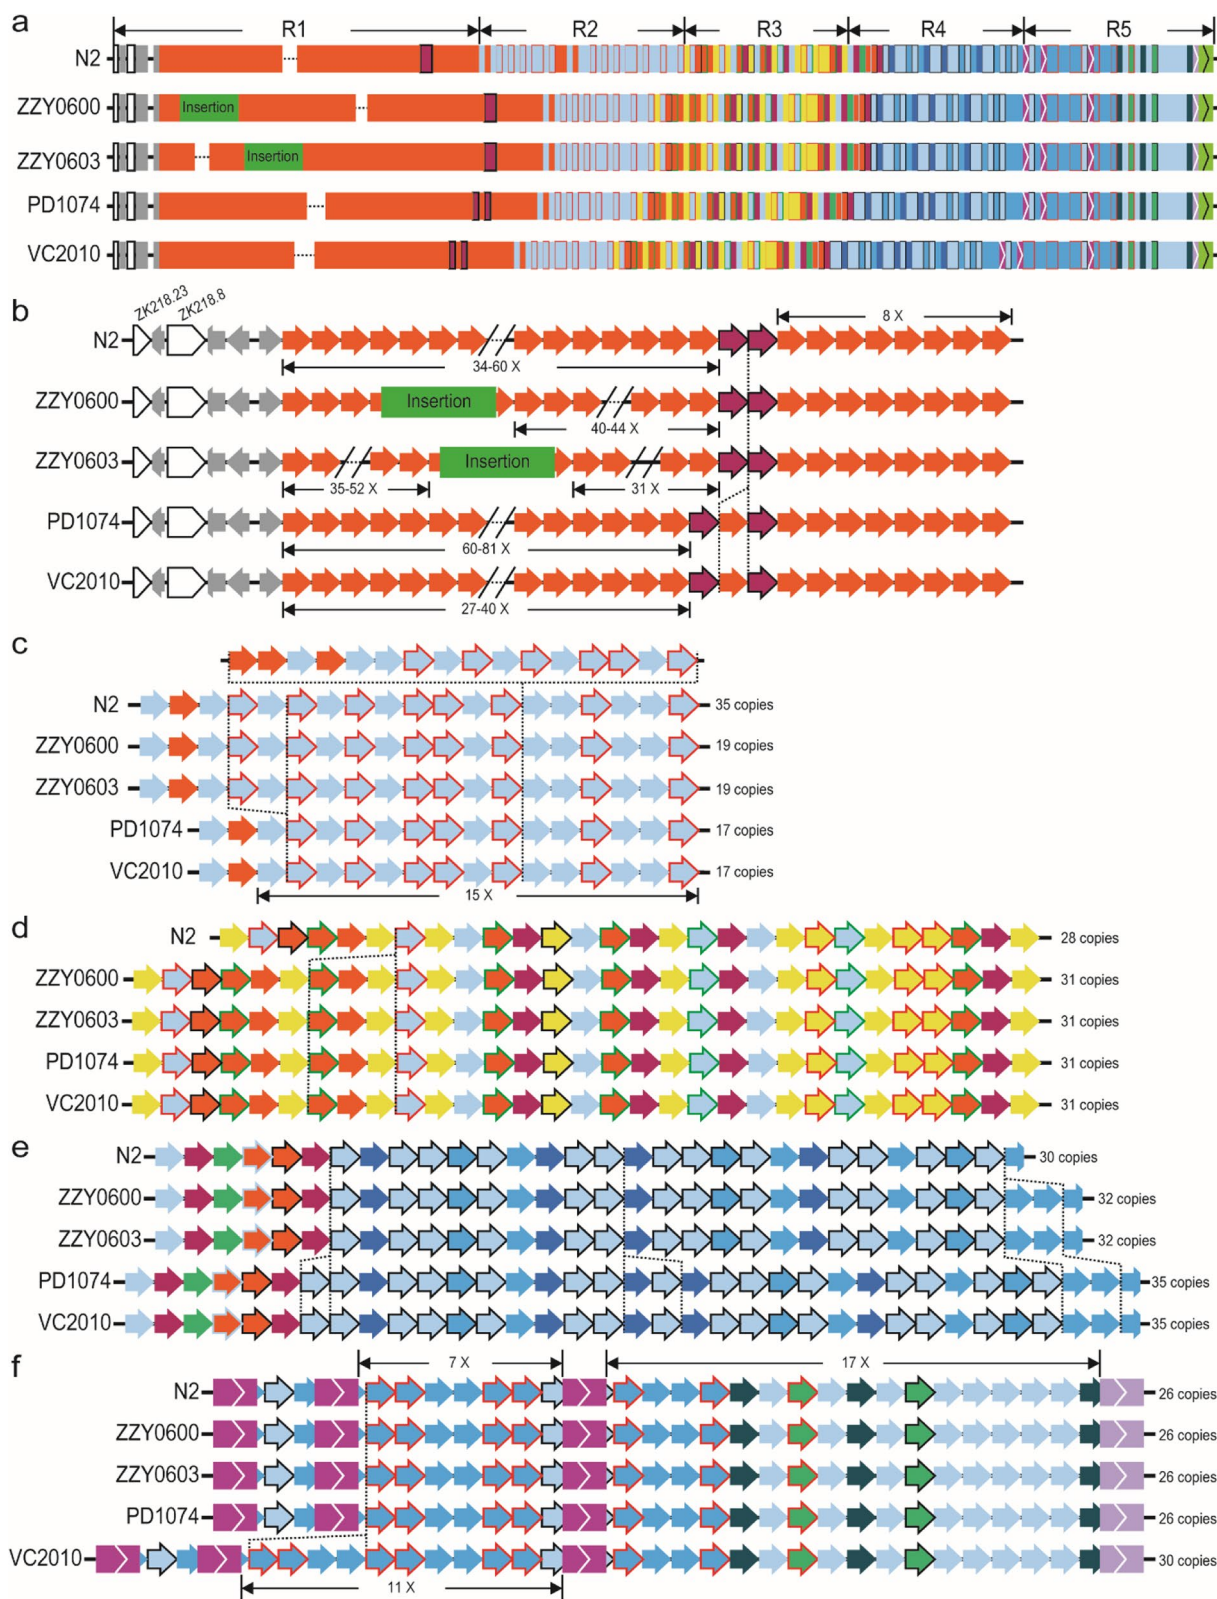 a
R1 R2 R3 R4 R5
N2
ZZY0600 Insertion
ZZY0603 Insertion
PD1074
VC2010
b
ZK218.23 ZK218.8
N2 8 X
34-60 X
ZZY0600 Insertion
40-44 X
ZZY0603 Insertion
35-52 X 31 X
PD1074
60-81 X
VC2010
27-40 X
c
N2 35 copies
ZZY0600 19 copies
ZZY0603 19 copies
PD1074 17 copies
VC2010 17 copies
15 X
d
N2 28 copies
ZZY0600 31 copies
ZZY0603 31 copies
PD1074 31 copies
VC2010 31 copies
e
N2 30 copies
ZZY0600 32 copies
ZZY0603 32 copies
PD1074 35 copies
VC2010 35 copies
f
7 X 17 X
N2 26 copies
ZZY0600 26 copies
ZZY0603 26 copies
PD1074 26 copies
VC2010 30 copies
11 X